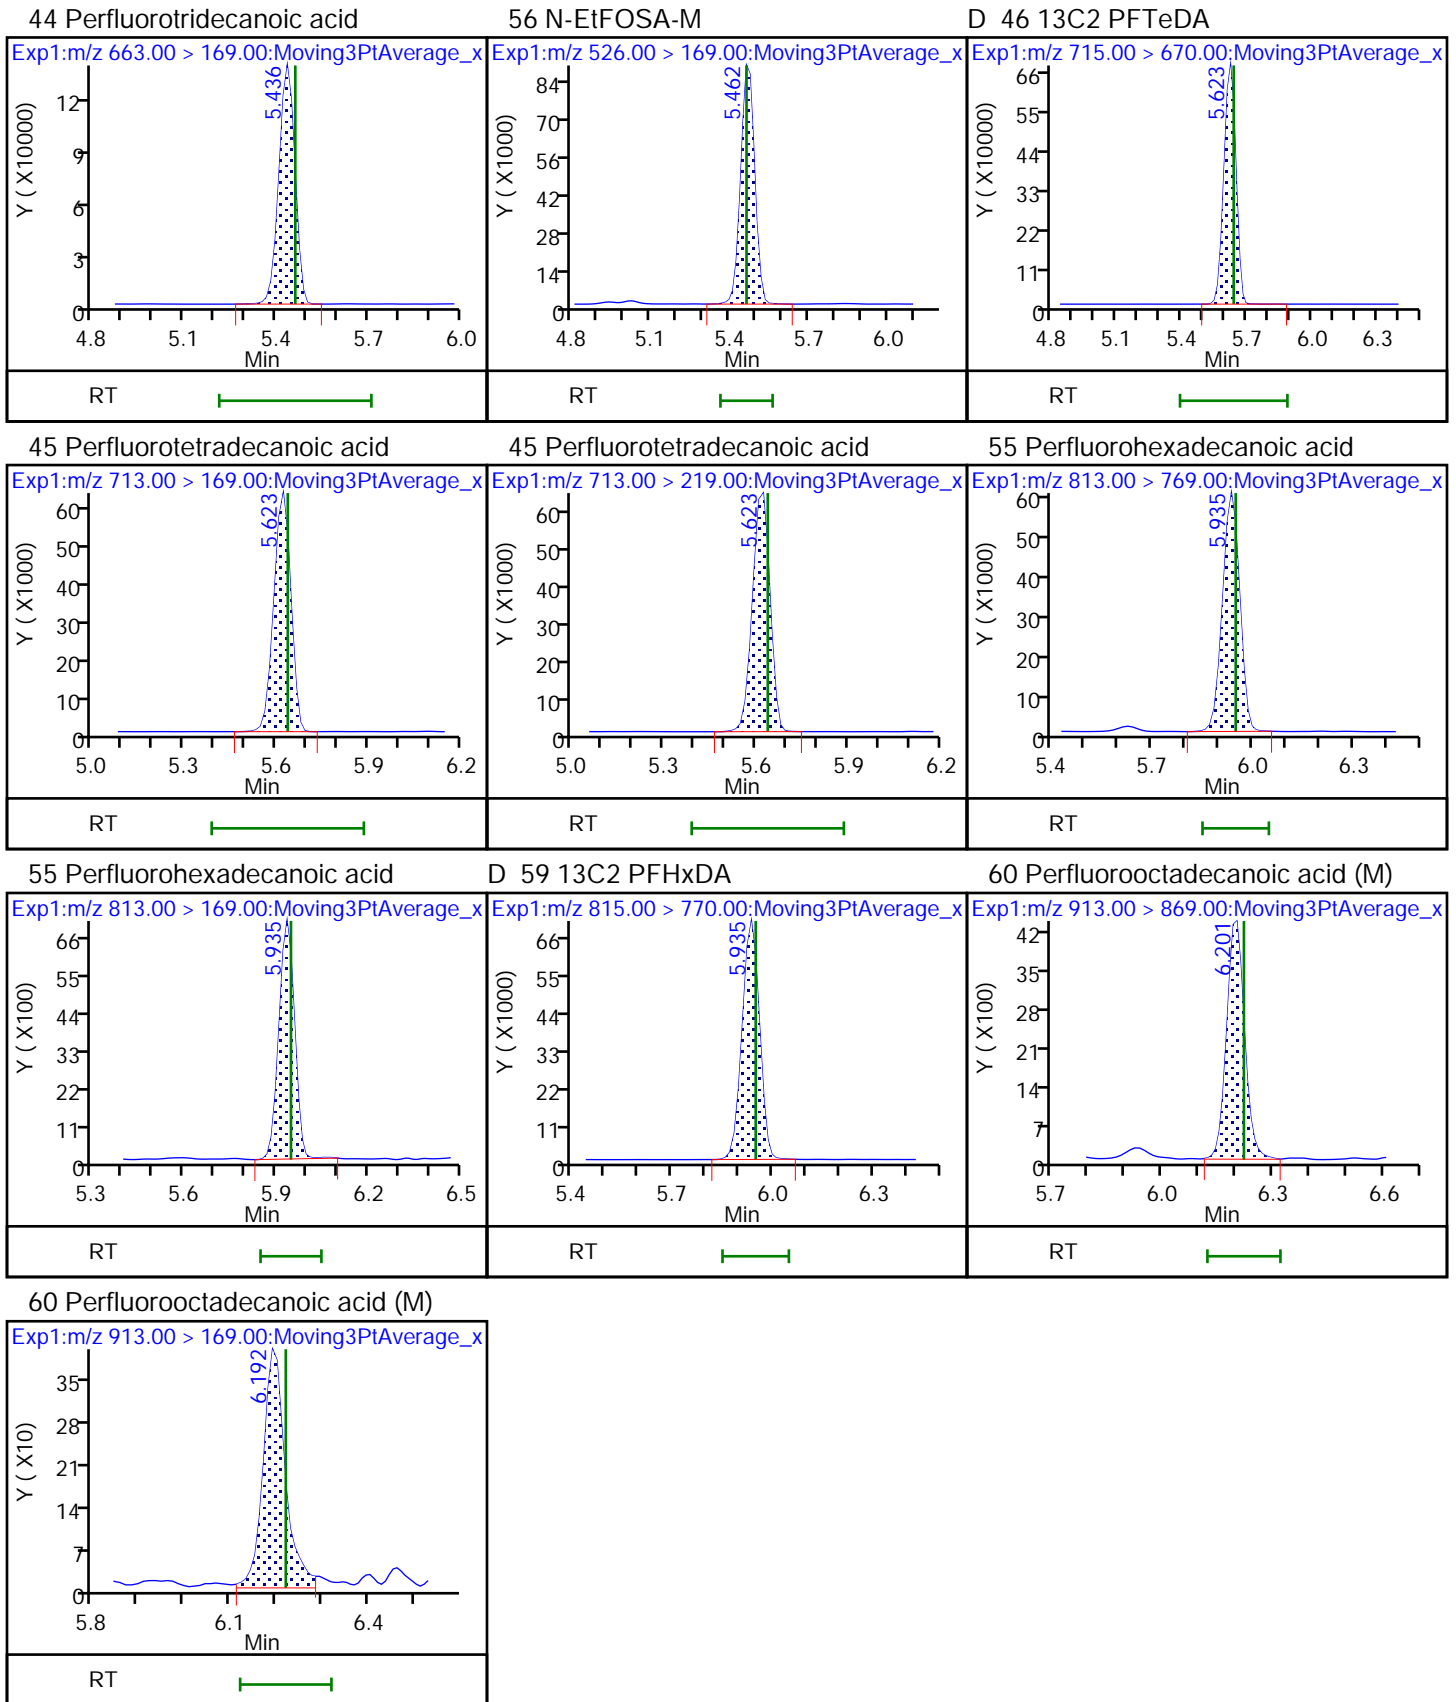 44 Perfluorotridecanoic acid
Exp1:m/z 663.00 > 169.00:Moving3PtAverage_x
5.436
Y ( X10000)
12
9
6
3
0
4.8 5.1 5.4 5.7 6.0
Min
RT
56 N-EtFOSA-M
Exp1:m/z 526.00 > 169.00:Moving3PtAverage_x
5.462
Y ( X1000)
84
70
56
42
28
14
0
4.8 5.1 5.4 5.7 6.0
Min
RT
D 46 13C2 PFTeDA
Exp1:m/z 715.00 > 670.00:Moving3PtAverage_x
5.623
Y ( X10000)
66
55
44
33
22
11
0
4.8 5.1 5.4 5.7 6.0 6.3
Min
RT
45 Perfluorotetradecanoic acid
Exp1:m/z 713.00 > 169.00:Moving3PtAverage_x
5.623
Y ( X1000)
60
50
40
30
20
10
0
5.0 5.3 5.6 5.9 6.2
Min
RT
45 Perfluorotetradecanoic acid
Exp1:m/z 713.00 > 219.00:Moving3PtAverage_x
5.623
Y ( X1000)
60
50
40
30
20
10
0
5.0 5.3 5.6 5.9 6.2
Min
RT
55 Perfluorohexadecanoic acid
Exp1:m/z 813.00 > 769.00:Moving3PtAverage_x
5.935
Y ( X1000)
60
50
40
30
20
10
0
5.4 5.7 6.0 6.3
Min
RT
55 Perfluorohexadecanoic acid
Exp1:m/z 813.00 > 169.00:Moving3PtAverage_x
5.935
Y ( X100)
66
55
44
33
22
11
0
5.3 5.6 5.9 6.2 6.5
Min
RT
D 59 13C2 PFHxDA
Exp1:m/z 815.00 > 770.00:Moving3PtAverage_x
5.935
Y ( X1000)
66
55
44
33
22
11
0
5.4 5.7 6.0 6.3
Min
RT
60 Perfluorooctadecanoic acid (M)
Exp1:m/z 913.00 > 869.00:Moving3PtAverage_x
6.201
Y ( X100)
42
35
28
21
14
7
0
5.7 6.0 6.3 6.6
Min
RT
60 Perfluorooctadecanoic acid (M)
Exp1:m/z 913.00 > 169.00:Moving3PtAverage_x
6.192
Y ( X10)
35
28
21
14
7
0
5.8 6.1 6.4
Min
RT